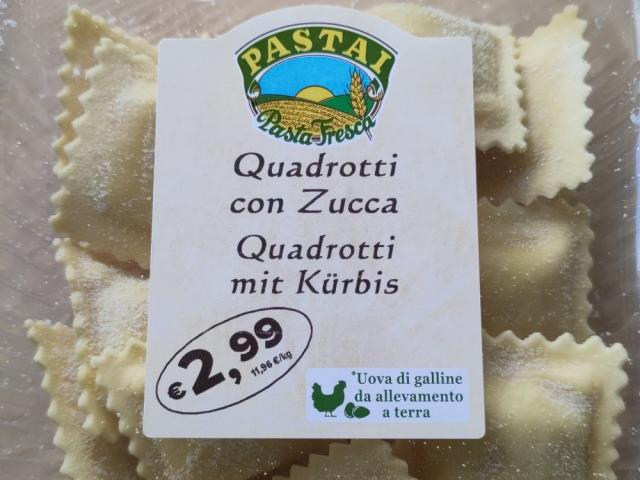 PASTAI
Pasta Fresca
Quadrotti
con Zucca
Quadrotti
mit Kürbis
€2,99
11,96 €/kg
*Uova di galline
da allevamento
a terra